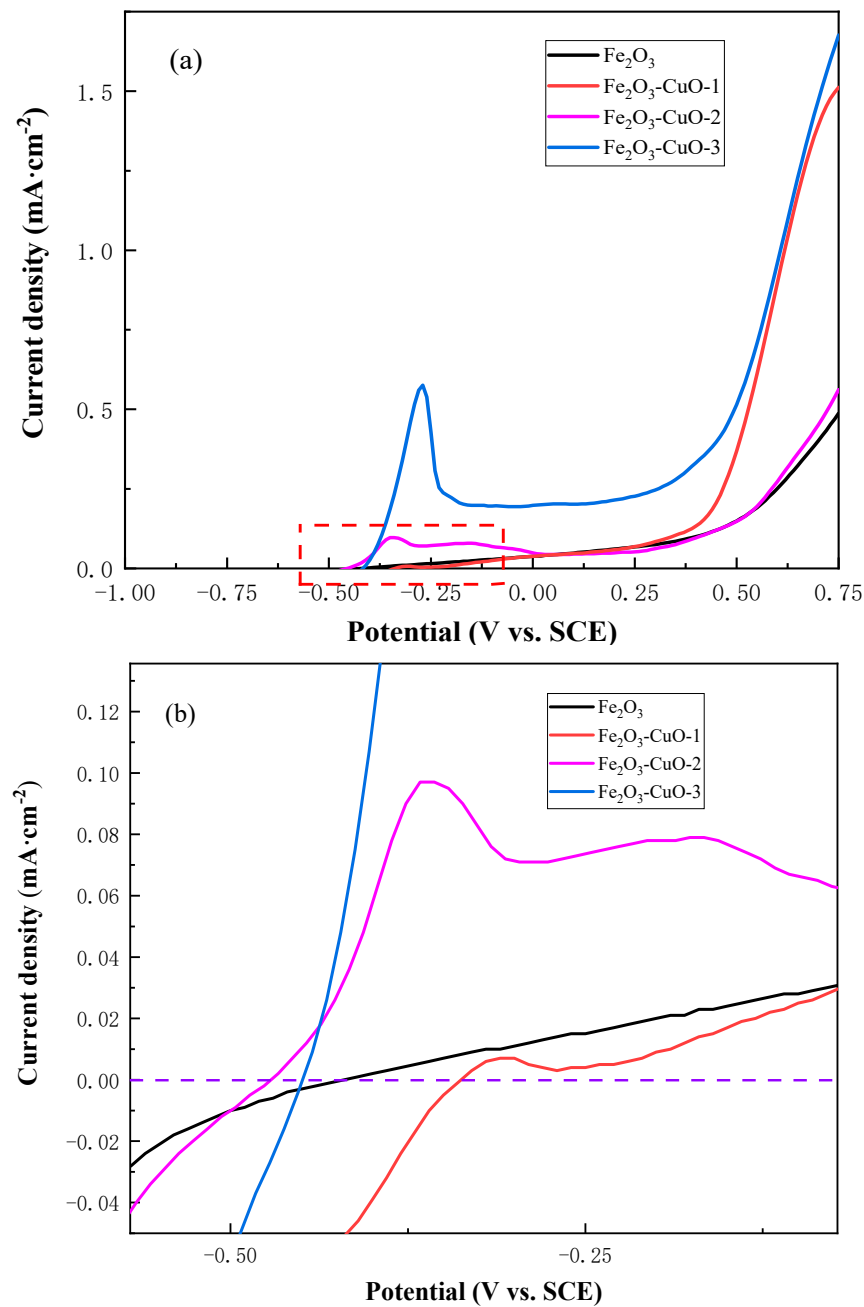 (a)
Fe₂O₃
Fe₂O₃-CuO-1
Fe₂O₃-CuO-2
Fe₂O₃-CuO-3
1.5
1.0
0.5
0.0
Current density (mA·cm⁻²)
-1.00 -0.75 -0.50 -0.25 0.00 0.25 0.50 0.75
Potential (V vs. SCE)
(b)
Fe₂O₃
Fe₂O₃-CuO-1
Fe₂O₃-CuO-2
Fe₂O₃-CuO-3
0.12
0.10
0.08
0.06
0.04
0.02
0.00
-0.02
-0.04
Current density (mA·cm⁻²)
-0.50 -0.25
Potential (V vs. SCE)